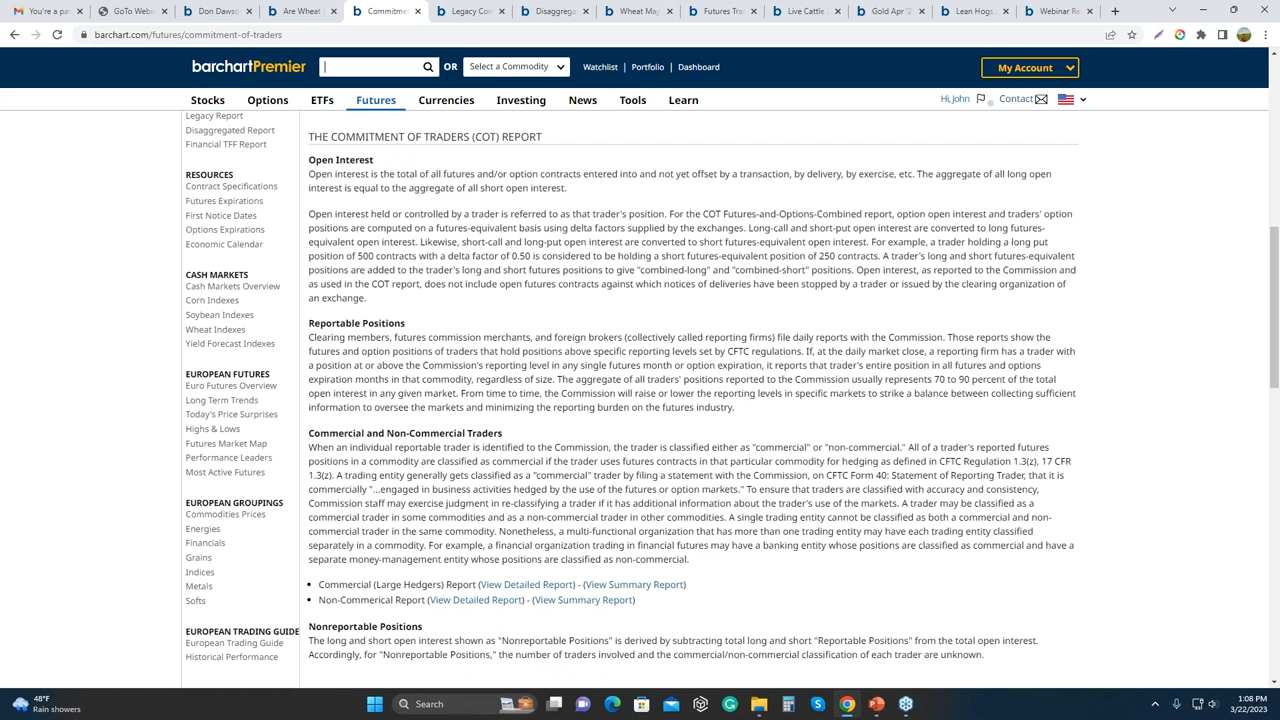 You're a pa
GoTo Webi
Don Dawso
Are Wheat
Commitme
Legacy Com
Disaggrega
Wheat May
Futures Tra
Live Cattle
Gold Apr '2
Lean Hogs
Webinar Re
barchart.com/futures/commitment-of-traders
barchartPremier
OR
Select a Commodity
Watchlist | Portfolio | Dashboard
My Account
Stocks Options ETFs Futures Currencies Investing News Tools Learn
Hi, John
Contact
Legacy Report
Disaggregated Report
Financial TFF Report
RESOURCES
Contract Specifications
Futures Expirations
First Notice Dates
Options Expirations
Economic Calendar
CASH MARKETS
Cash Markets Overview
Corn Indexes
Soybean Indexes
Wheat Indexes
Yield Forecast Indexes
EUROPEAN FUTURES
Euro Futures Overview
Long Term Trends
Today's Price Surprises
Highs & Lows
Futures Market Map
Performance Leaders
Most Active Futures
EUROPEAN GROUPINGS
Commodities Prices
Energies
Financials
Grains
Indices
Metals
Softs
EUROPEAN TRADING GUIDE
European Trading Guide
Historical Performance
THE COMMITMENT OF TRADERS (COT) REPORT
Open Interest
Open interest is the total of all futures and/or option contracts entered into and not yet offset by a transaction, by delivery, by exercise, etc. The aggregate of all long open
interest is equal to the aggregate of all short open interest.
Open interest held or controlled by a trader is referred to as that trader's position. For the COT Futures-and-Options-Combined report, option open interest and traders' option
positions are computed on a futures-equivalent basis using delta factors supplied by the exchanges. Long-call and short-put open interest are converted to long futures-
equivalent open interest. Likewise, short-call and long-put open interest are converted to short futures-equivalent open interest. For example, a trader holding a long put
position of 500 contracts with a delta factor of 0.50 is considered to be holding a short futures-equivalent position of 250 contracts. A trader's long and short futures-equivalent
positions are added to the trader's long and short futures positions to give "combined-long" and "combined-short" positions. Open interest, as reported to the Commission and
as used in the COT report, does not include open futures contracts against which notices of deliveries have been stopped by a trader or issued by the clearing organization of
an exchange.
Reportable Positions
Clearing members, futures commission merchants, and foreign brokers (collectively called reporting firms) file daily reports with the Commission. Those reports show the
futures and option positions of traders that hold positions above specific reporting levels set by CFTC regulations. If, at the daily market close, a reporting firm has a trader with
a position at or above the Commission's reporting level in any single futures month or option expiration, it reports that trader's entire position in all futures and options
expiration months in that commodity, regardless of size. The aggregate of all traders' positions reported to the Commission usually represents 70 to 90 percent of the total
open interest in any given market. From time to time, the Commission will raise or lower the reporting levels in specific markets to strike a balance between collecting sufficient
information to oversee the markets and minimizing the reporting burden on the futures industry.
Commercial and Non-Commercial Traders
When an individual reportable trader is identified to the Commission, the trader is classified either as "commercial" or "non-commercial." All of a trader's reported futures
positions in a commodity are classified as commercial if the trader uses futures contracts in that particular commodity for hedging as defined in CFTC Regulation 1.3(z), 17 CFR
1.3(z). A trading entity generally gets classified as a "commercial" trader by filing a statement with the Commission, on CFTC Form 40: Statement of Reporting Trader, that it is
commercially "...engaged in business activities hedged by the use of the futures or option markets." To ensure that traders are classified with accuracy and consistency,
Commission staff may exercise judgment in re-classifying a trader if it has additional information about the trader's use of the markets. A trader may be classified as a
commercial trader in some commodities and as a non-commercial trader in other commodities. A single trading entity cannot be classified as both a commercial and non-
commercial trader in the same commodity. Nonetheless, a multi-functional organization that has more than one trading entity may have each trading entity classified
separately in a commodity. For example, a financial organization trading in financial futures may have a banking entity whose positions are classified as commercial and have a
separate money-management entity whose positions are classified as non-commercial.
• Commercial (Large Hedgers) Report (View Detailed Report) - (View Summary Report)
• Non-Commerical Report (View Detailed Report) - (View Summary Report)
Nonreportable Positions
The long and short open interest shown as "Nonreportable Positions" is derived by subtracting total long and short "Reportable Positions" from the total open interest.
Accordingly, for "Nonreportable Positions," the number of traders involved and the commercial/non-commercial classification of each trader are unknown.
48°F
Rain showers
Search
1:08 PM
3/22/2023